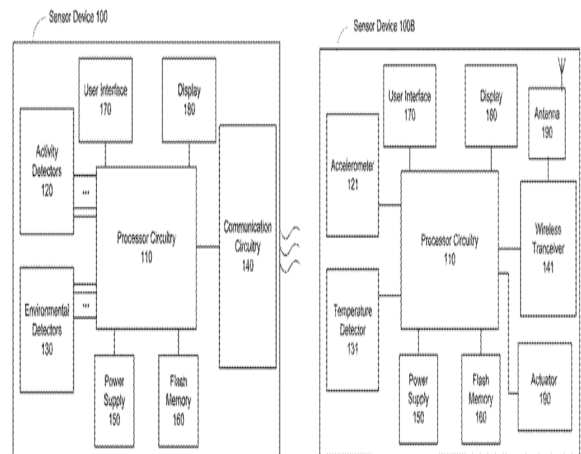 Sensor Device 100
User Interface
170
Display
180
Activity
Detectors
120
Processor Circuitry
110
Communication
Circuitry
140
Environmental
Detectors
130
Power
Supply
150
Flash
Memory
160
Sensor Device 100B
User Interface
170
Display
180
Antenna
190
Accelerometer
121
Processor Circuitry
110
Wireless
Tranceiver
141
Temperature
Detector
131
Power
Supply
150
Flash
Memory
160
Actuator
190